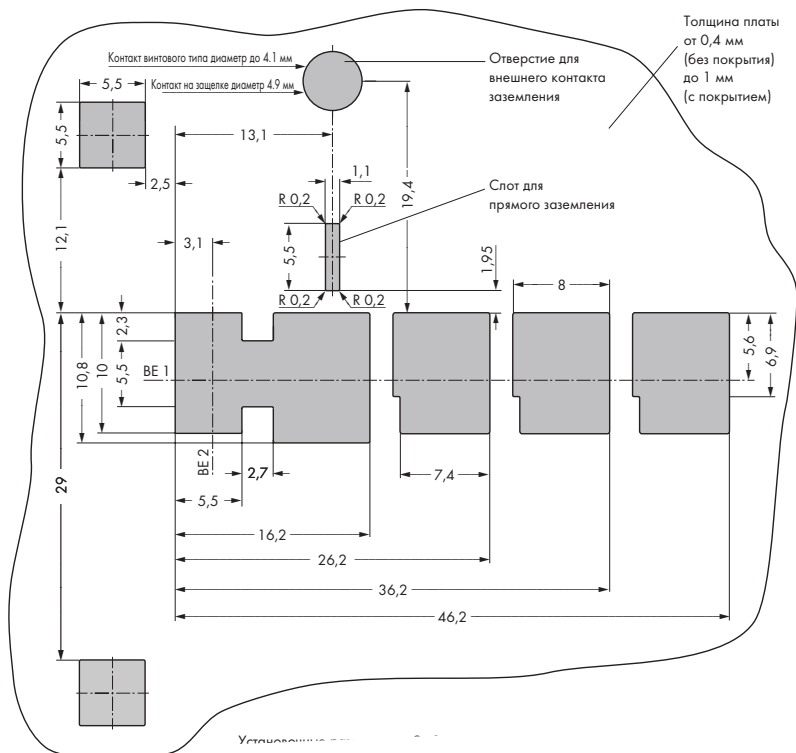 Толщина платы
от 0,4 мм
(без покрытия)
до 1 мм
(с покрытием)
Контакт винтового типа диаметр до 4.1 мм
Контакт на защелке диаметр 4.9 мм
Отверстие для
внешнего контакта
заземления
5,5
5,5
13,1
2,5
19,4
1,1
R 0,2
R 0,2
Слот для
прямого заземления
12,1
3,1
5,5
1,95
R 0,2
R 0,2
8
2,3
10,8
10
5,5
BE 1
5,6
6,9
BE 2
2,7
7,4
29
5,5
16,2
26,2
36,2
46,2